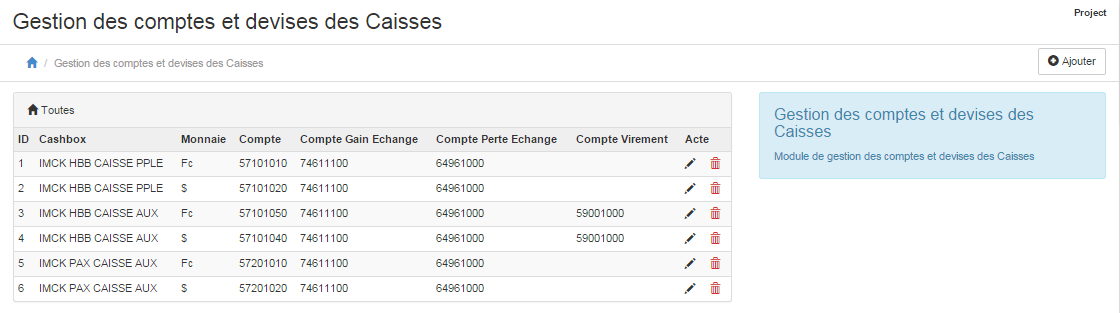 Gestion des comptes et devises des Caisses
Project
/ Gestion des comptes et devises des Caisses
Ajouter
Toutes
ID Cashbox Monnaie Compte Compte Gain Echange Compte Perte Echange Compte Virement Acte
1 IMCK HBB CAISSE PPLE Fc 57101010 74611100 64961000
2 IMCK HBB CAISSE PPLE $ 57101020 74611100 64961000
3 IMCK HBB CAISSE AUX Fc 57101050 74611100 64961000 59001000
4 IMCK HBB CAISSE AUX $ 57101040 74611100 64961000 59001000
5 IMCK PAX CAISSE AUX Fc 57201010 74611100 64961000
6 IMCK PAX CAISSE AUX $ 57201020 74611100 64961000
Gestion des comptes et devises des
Caisses
Module de gestion des comptes et devises des Caisses